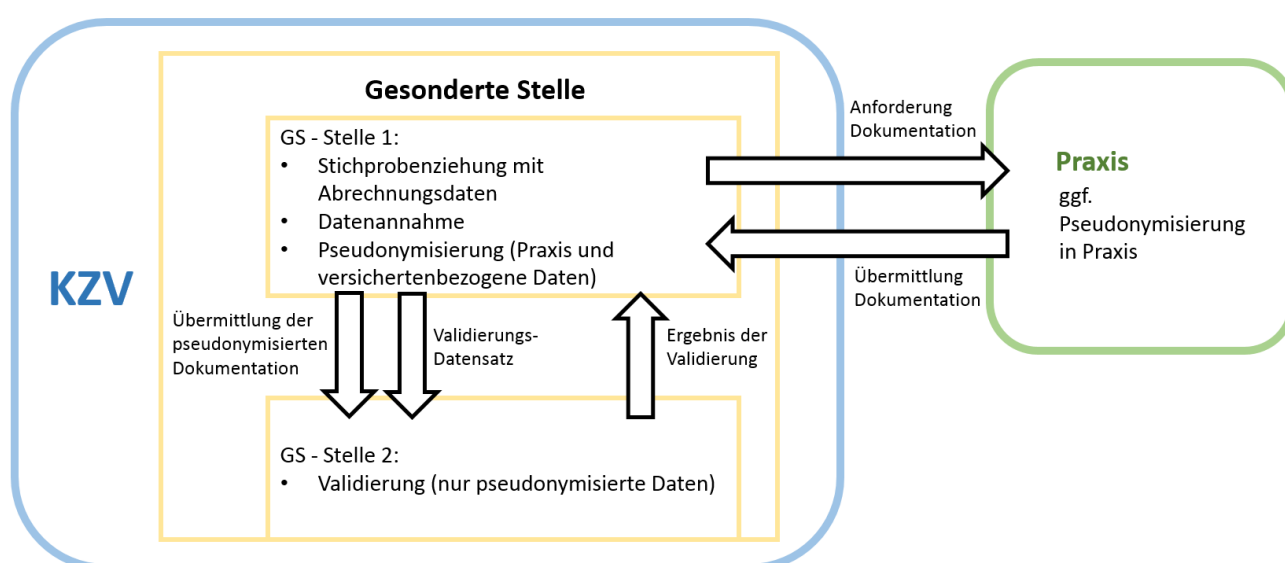 KZV
Gesonderte Stelle
GS - Stelle 1:
• Stichprobenziehung mit
Abrechnungsdaten
• Datenannahme
• Pseudonymisierung (Praxis und
versichertenbezogene Daten)
Anforderung
Dokumentation
Praxis
ggf.
Pseudonymisierung
in Praxis
Übermittlung
Dokumentation
Übermittlung der
pseudonymisierten
Dokumentation
Validierungs-
Datensatz
Ergebnis der
Validierung
GS - Stelle 2:
• Validierung (nur pseudonymisierte Daten)